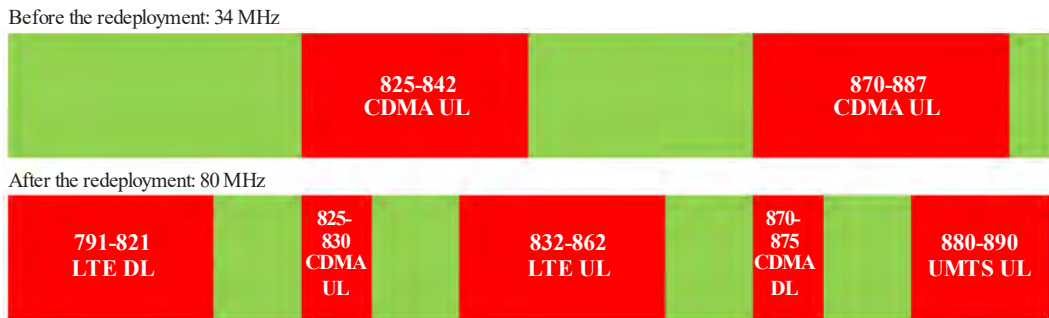 Before the redeployment: 34 MHz
825-842
CDMA UL
870-887
CDMA UL
After the redeployment: 80 MHz
791-821
LTE DL
825-
830
CDMA
UL
832-862
LTE UL
870-
875
CDMA
DL
880-890
UMTS UL